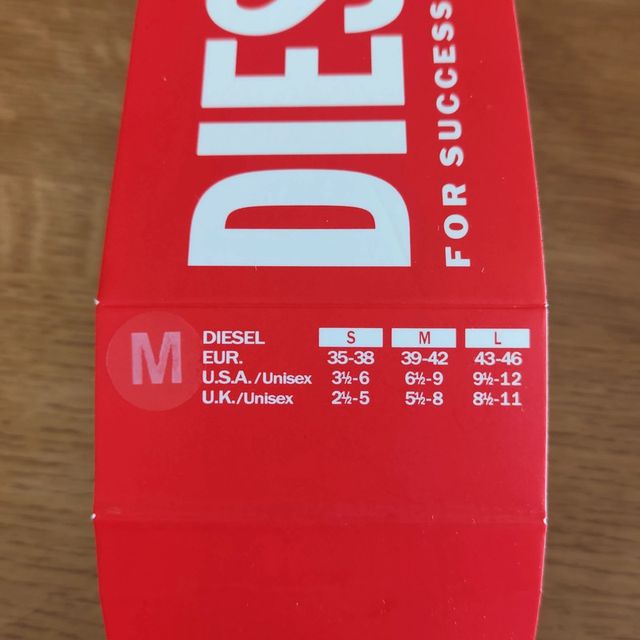 DIES
FOR SUCCESS
M
DIESEL S M L
EUR. 35-38 39-42 43-46
U.S.A./Unisex 3½-6 6½-9 9½-12
U.K./Unisex 2½-5 5½-8 8½-11